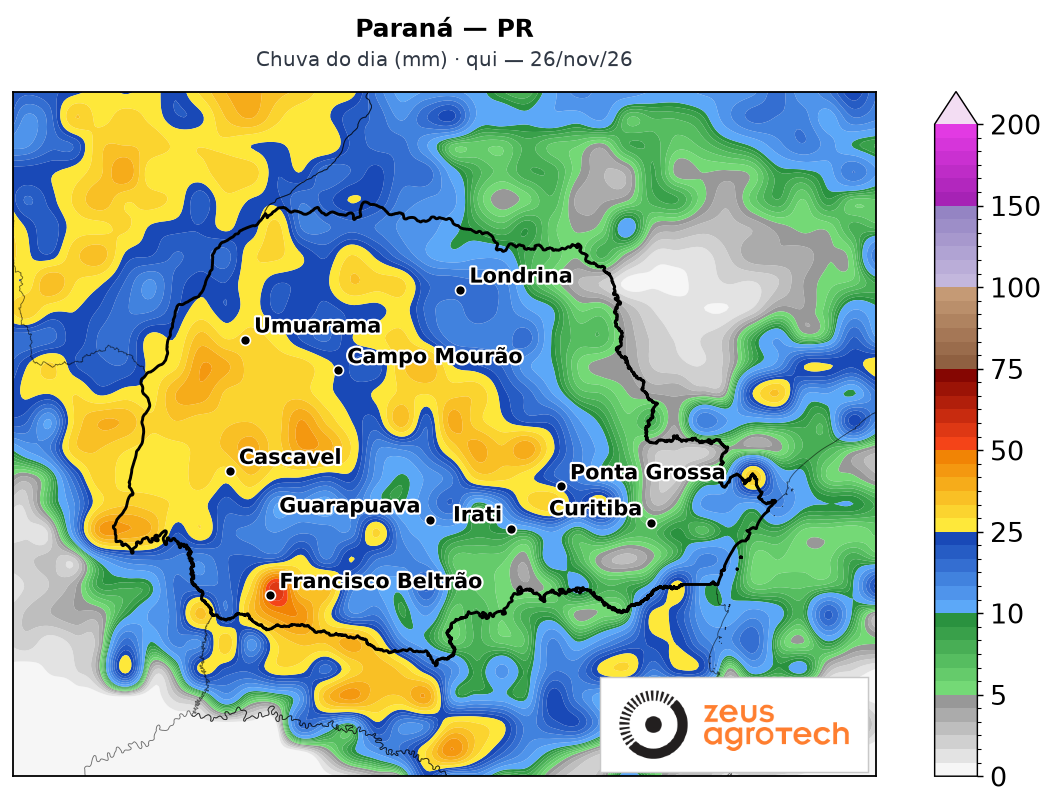 Paraná — PR
Chuva do dia (mm) · qui — 26/nov/26
Londrina
Umuarama
Campo Mourão
Cascavel
Ponta Grossa
Guarapuava
Irati
Curitiba
Francisco Beltrão
zeus
agrotech
200
150
100
75
50
25
10
5
0